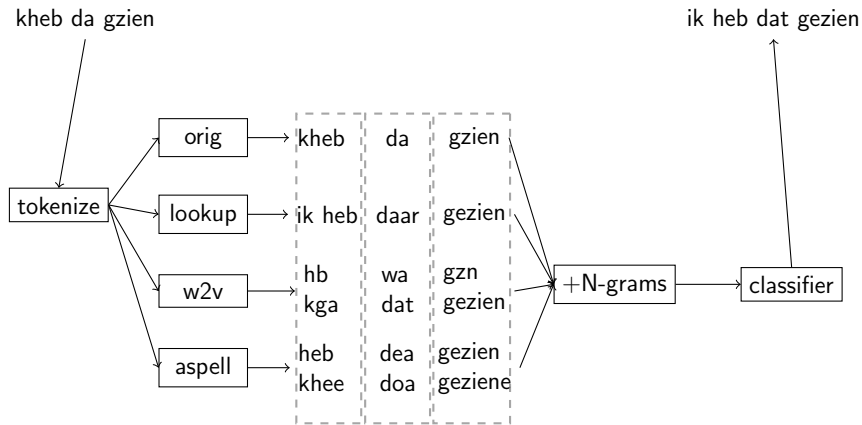 kheb da gzien
ik heb dat gezien
orig
kheb da gzien
tokenize
lookup
ik heb daar gezien
w2v
hb wa gzn
kga dat gezien
+N-grams
classifier
aspell
heb dea gezien
khee doa geziene